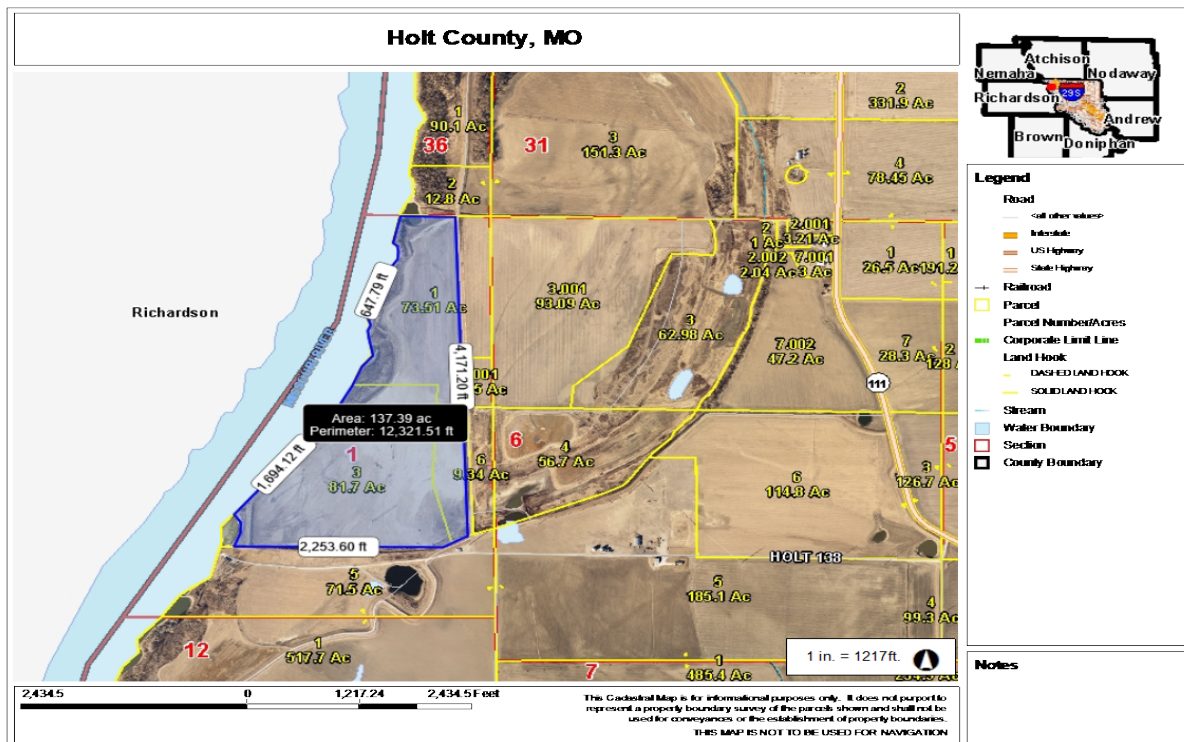 Holt County, MO
Atchison
Nemaha
Nodaway
Richardson
29S
Andrew
Brown
Doniphan
1
90.1 Ac
36
31
3
151.3 Ac
2
331.9 Ac
4
78.45 Ac
2
12.8 Ac
647.79 ft
1
73.51 Ac
3.001
93.09 Ac
2
1 Ac
2.001
3.21 Ac
2.002
2.04 Ac
7.001
3 Ac
1
26.5 Ac
1
191.2
Richardson
4,171.20 ft
3
62.98 Ac
7.002
47.2 Ac
7
28.3 Ac
2
128
111
Area: 137.39 ac
Perimeter: 12,321.51 ft
1
3
81.7 Ac
1,694.12 ft
6
9.34 Ac
6
4
56.7 Ac
6
114.8 Ac
5
3
126.7 Ac
2,253.60 ft
HOLT 138
5
71.5 Ac
5
185.1 Ac
4
99.3 Ac
12
1
517.7 Ac
7
1
485.4 Ac
1 in. = 1217ft.
Legend
Road
<all other values>
Interstate
US Highway
State Highway
Railroad
Parcel
Parcel Number/Acres
Corporate Limit Line
Land Hook
DASHED LAND HOOK
SOLID LAND HOOK
Stream
Water Boundary
Section
County Boundary
Notes
2,434.5 0 1,217.24 2,434.5 Feet
This Cadastral Map is for informational purposes only. It does not purport to
represent a property boundary survey of the parcels shown and shall not be
used for conveyances or the establishment of property boundaries.
THIS MAP IS NOT TO BE USED FOR NAVIGATION